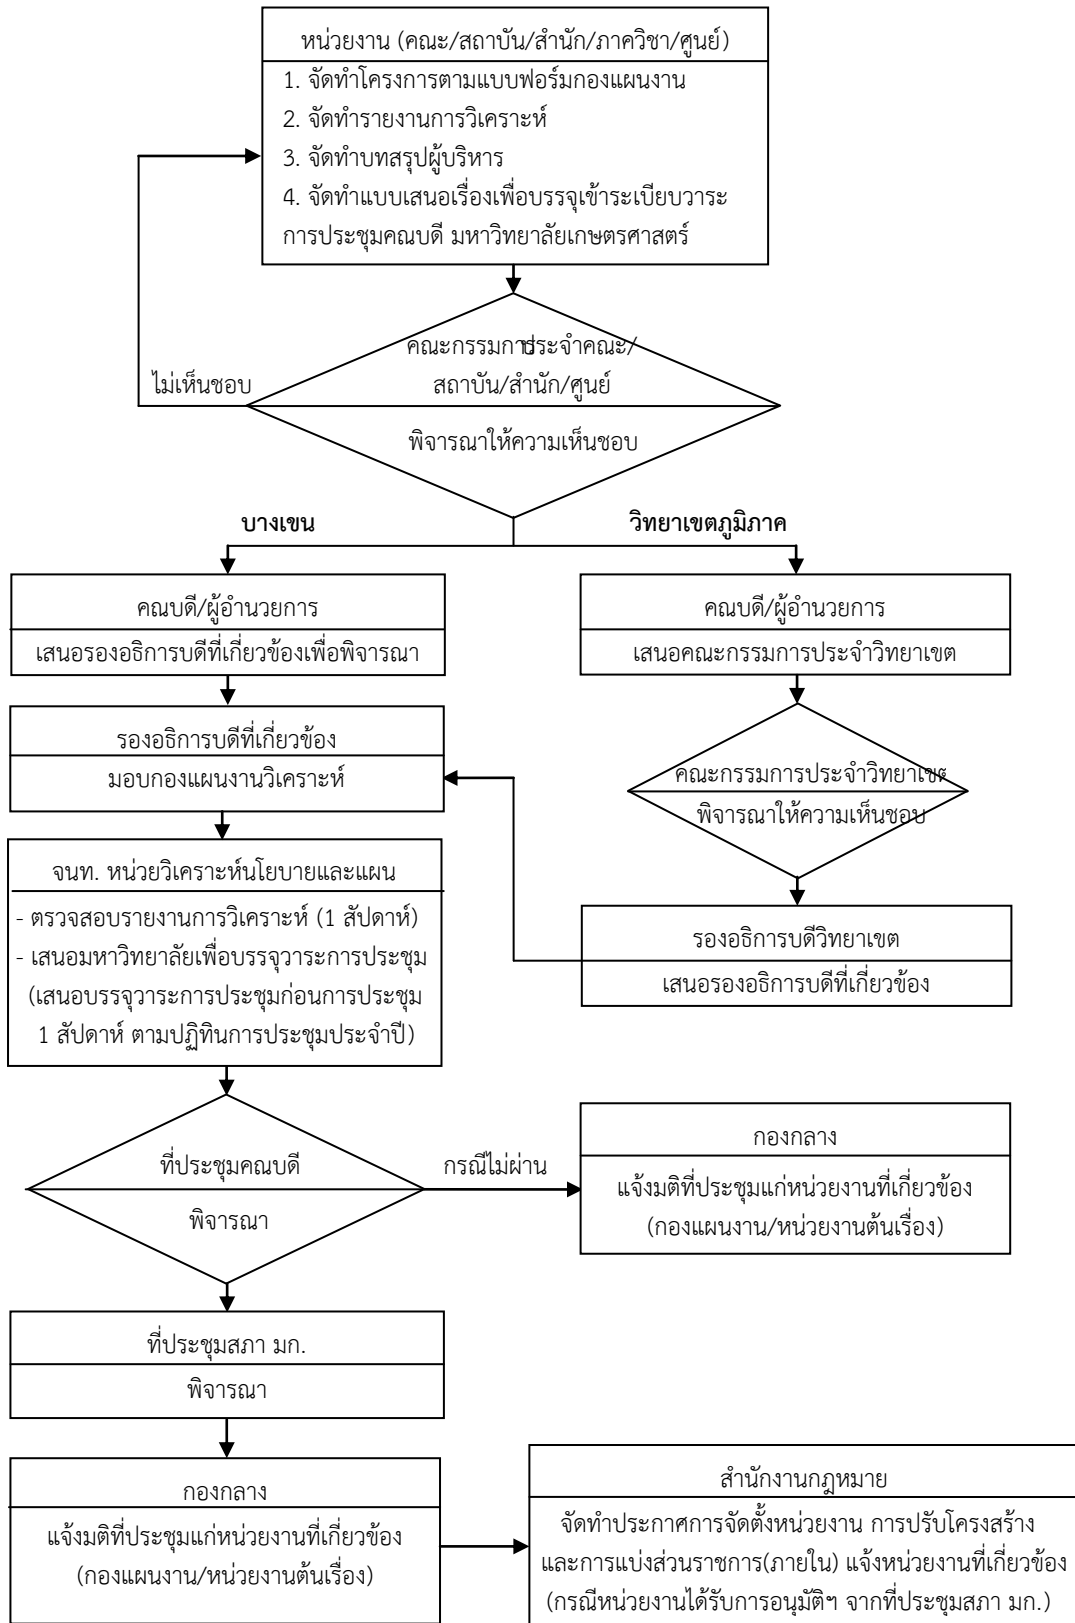 หน่วยงาน (คณะ/สถาบัน/สำนัก/ภาควิชา/ศูนย์)
1. จัดทำโครงการตามแบบฟอร์มกองแผนงาน
2. จัดทำรายงานการวิเคราะห์
3. จัดทำบทสรุปผู้บริหาร
4. จัดทำแบบเสนอเรื่องเพื่อบรรจุเข้าระเบียบวาระ
การประชุมคณบดี มหาวิทยาลัยเกษตรศาสตร์
คณะกรรมการประจำคณะ/
สถาบัน/สำนัก/ศูนย์
ไม่เห็นชอบ
พิจารณาให้ความเห็นชอบ
บางเขน
วิทยาเขตภูมิภาค
คณบดี/ผู้อำนวยการ
เสนอรองอธิการบดีที่เกี่ยวข้องเพื่อพิจารณา
คณบดี/ผู้อำนวยการ
เสนอคณะกรรมการประจำวิทยาเขต
รองอธิการบดีที่เกี่ยวข้อง
มอบกองแผนงานวิเคราะห์
คณะกรรมการประจำวิทยาเขต
พิจารณาให้ความเห็นชอบ
จนท. หน่วยวิเคราะห์นโยบายและแผน
- ตรวจสอบรายงานการวิเคราะห์ (1 สัปดาห์)
- เสนอมหาวิทยาลัยเพื่อบรรจุวาระการประชุม
(เสนอบรรจุวาระการประชุมก่อนการประชุม
1 สัปดาห์ ตามปฏิทินการประชุมประจำปี)
รองอธิการบดีวิทยาเขต
เสนอรองอธิการบดีที่เกี่ยวข้อง
ที่ประชุมคณบดี
พิจารณา
กรณีไม่ผ่าน
กองกลาง
แจ้งมติที่ประชุมแก่หน่วยงานที่เกี่ยวข้อง
(กองแผนงาน/หน่วยงานต้นเรื่อง)
ที่ประชุมสภา มก.
พิจารณา
กองกลาง
แจ้งมติที่ประชุมแก่หน่วยงานที่เกี่ยวข้อง
(กองแผนงาน/หน่วยงานต้นเรื่อง)
สำนักงานกฎหมาย
จัดทำประกาศการจัดตั้งหน่วยงาน การปรับโครงสร้าง
และการแบ่งส่วนราชการ(ภายใน) แจ้งหน่วยงานที่เกี่ยวข้อง
(กรณีหน่วยงานได้รับการอนุมัติฯ จากที่ประชุมสภา มก.)